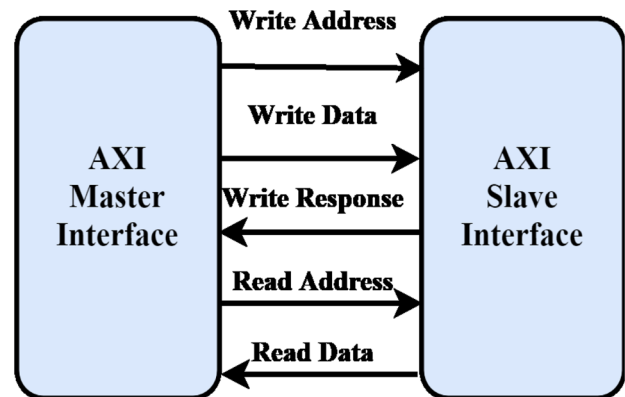 Write Address
Write Data
AXI
Master
Interface
AXI
Slave
Interface
Write Response
Read Address
Read Data